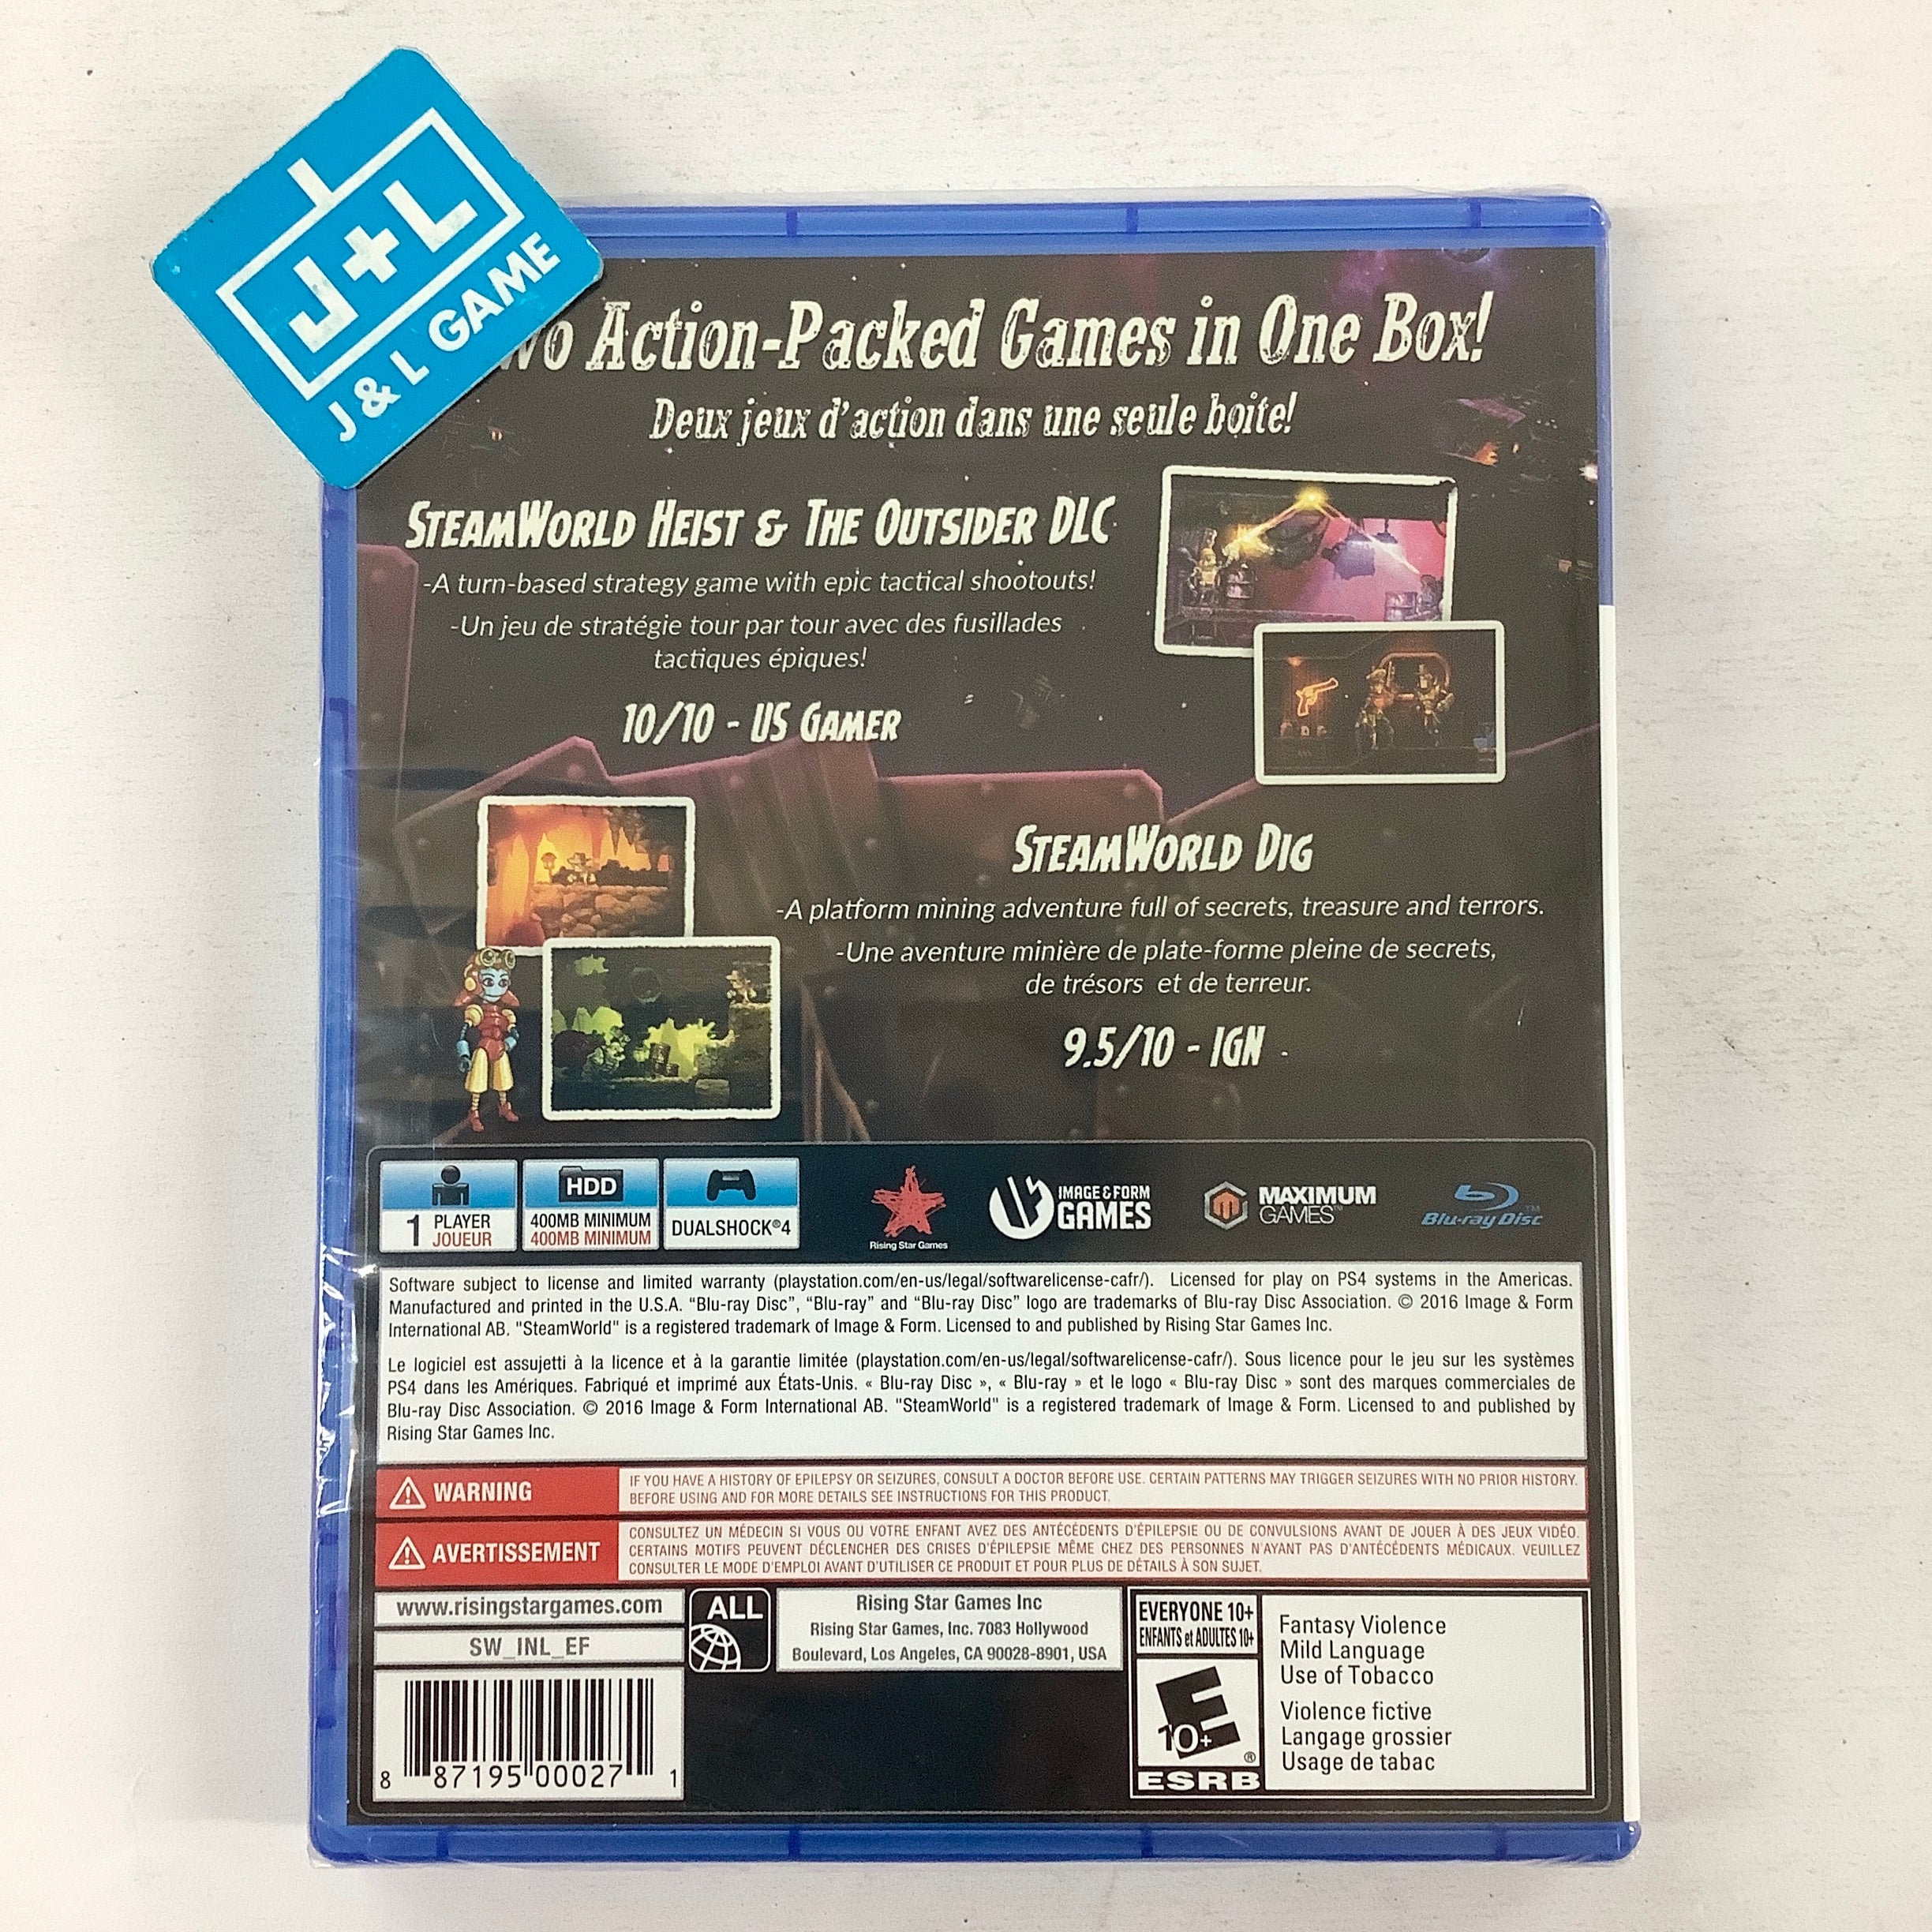 J+L
J & L GAME
Action-Packed Games in One Box!
Deux jeux d'action dans une seule boite!
SteamWorld Heist & The Outsider DLC
-A turn-based strategy game with epic tactical shootouts!
-Un jeu de stratégie tour par tour avec des fusillades
tactiques épiques!
10/10 - US Gamer
SteamWorld Dig
-A platform mining adventure full of secrets, treasure and terrors.
-Une aventure minière de plate-forme pleine de secrets,
de trésors et de terreur.
9.5/10 - IGN
1 PLAYER
JOUEUR
HDD
400MB MINIMUM
400MB MINIMUM
DUALSHOCK®4
Rising Star Games
IMAGE & FORM
GAMES
MAXIMUM
GAMES™
Blu-ray Disc™
Software subject to license and limited warranty (playstation.com/en-us/legal/softwarelicense-cafr/). Licensed for play on PS4 systems in the Americas.
Manufactured and printed in the U.S.A. "Blu-ray Disc", "Blu-ray" and "Blu-ray Disc" logo are trademarks of Blu-ray Disc Association. © 2016 Image & Form
International AB. "SteamWorld" is a registered trademark of Image & Form. Licensed to and published by Rising Star Games Inc.
Le logiciel est assujetti à la licence et à la garantie limitée (playstation.com/en-us/legal/softwarelicense-cafr/). Sous licence pour le jeu sur les systèmes
PS4 dans les Amériques. Fabriqué et imprimé aux États-Unis. « Blu-ray Disc », « Blu-ray » et le logo « Blu-ray Disc » sont des marques commerciales de
Blu-ray Disc Association. © 2016 Image & Form International AB. "SteamWorld" is a registered trademark of Image & Form. Licensed to and published by
Rising Star Games Inc.
WARNING
IF YOU HAVE A HISTORY OF EPILEPSY OR SEIZURES, CONSULT A DOCTOR BEFORE USE. CERTAIN PATTERNS MAY TRIGGER SEIZURES WITH NO PRIOR HISTORY.
BEFORE USING AND FOR MORE DETAILS SEE INSTRUCTIONS FOR THIS PRODUCT.
AVERTISSEMENT
CONSULTEZ UN MÉDECIN SI VOUS OU VOTRE ENFANT AVEZ DES ANTÉCÉDENTS D'ÉPILEPSIE OU DE CONVULSIONS AVANT DE JOUER À DES JEUX VIDÉO.
CERTAINS MOTIFS PEUVENT DÉCLENCHER DES CRISES D'ÉPILEPSIE MÊME CHEZ DES PERSONNES N'AYANT PAS D'ANTÉCÉDENTS MÉDICAUX. VEUILLEZ
CONSULTER LE MODE D'EMPLOI AVANT D'UTILISER CE PRODUIT ET POUR PLUS DE DÉTAILS À SON SUJET.
www.risingstargames.com
SW_INL_EF
8 87195 00027 1
ALL
Rising Star Games Inc
Rising Star Games, Inc. 7083 Hollywood
Boulevard, Los Angeles, CA 90028-8901, USA
EVERYONE 10+
ENFANTS et ADULTES 10+
E
10+
®
ESRB
Fantasy Violence
Mild Language
Use of Tobacco
Violence fictive
Langage grossier
Usage de tabac